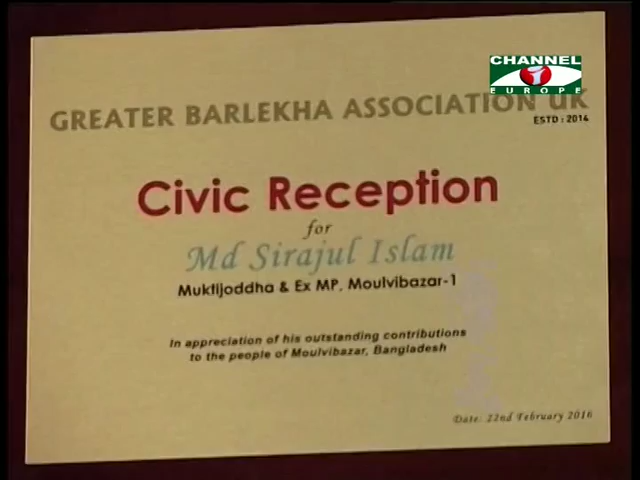 CHANNEL
i
EUROPE
GREATER BARLEKHA ASSOCIATION UK
ESTD : 2014
Civic Reception
for
Md Sirajul Islam
Muktijoddha & Ex MP, Moulvibazar-1
In appreciation of his outstanding contributions
to the people of Moulvibazar, Bangladesh
Date: 22nd February 2016